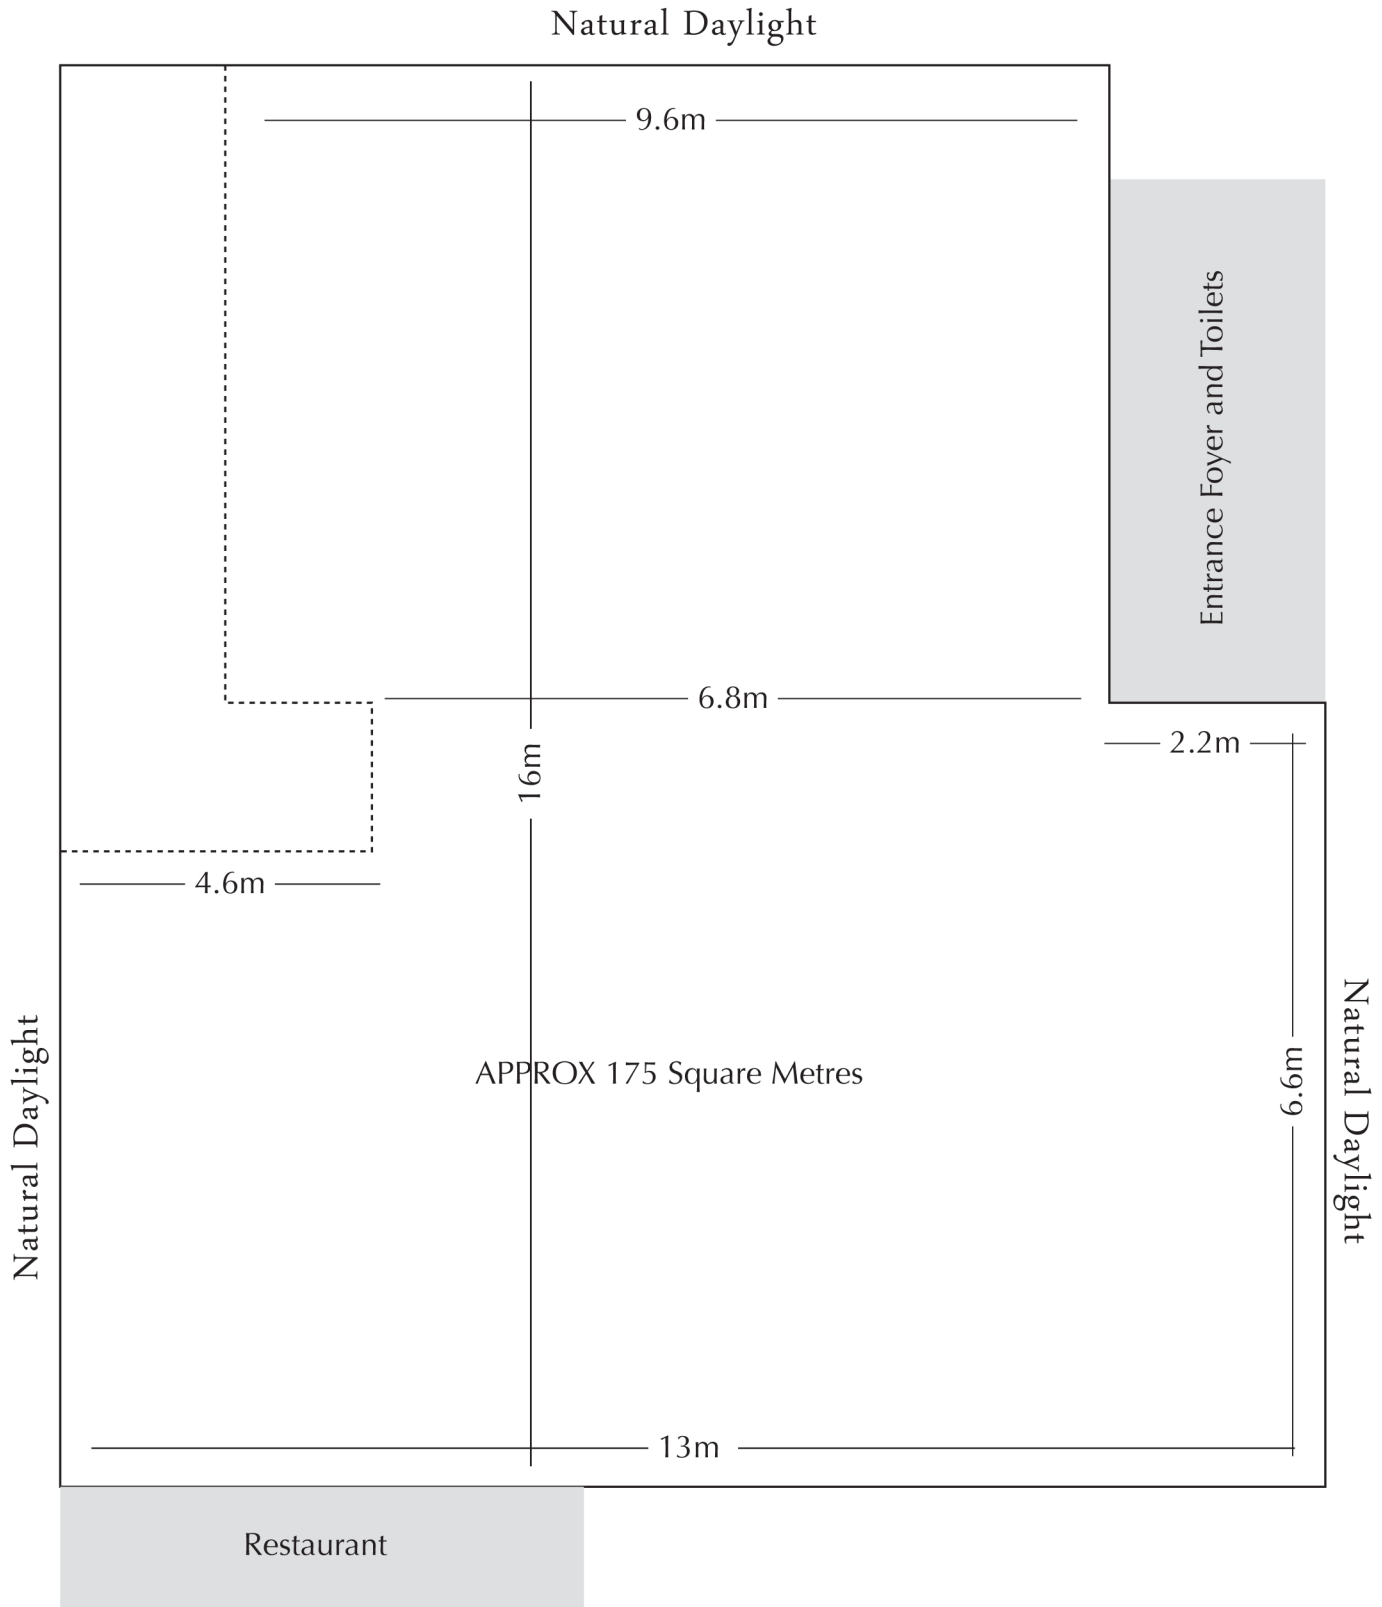 Natural Daylight
9.6m
Entrance Foyer and Toilets
6.8m
2.2m
16m
4.6m
Natural Daylight
Natural Daylight
APPROX 175 Square Metres
6.6m
13m
Restaurant